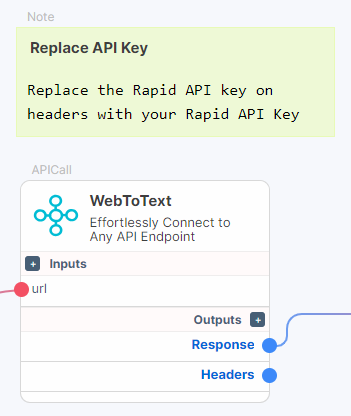 Note
Replace API Key
Replace the Rapid API key on
headers with your Rapid API Key
APICall
WebToText
Effortlessly Connect to
Any API Endpoint
+ Inputs
url
Outputs +
Response
Headers